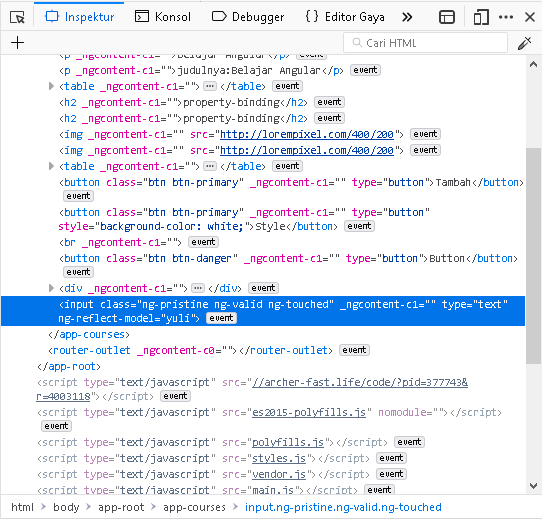 Inspektur Konsol Debugger Editor Gaya
Cari HTML
<p _ngcontent-c1="">Belajar Angular</p> event
<p _ngcontent-c1="">judulnya:Belajar Angular</p> event
<table _ngcontent-c1=""></table> event
<h2 _ngcontent-c1="">property-binding</h2> event
<h2 _ngcontent-c1="">property-binding</h2> event
<img _ngcontent-c1="" src="http://lorempixel.com/400/200"> event
<img _ngcontent-c1="" src="http://lorempixel.com/400/200"> event
<table _ngcontent-c1=""></table> event
<button class="btn btn-primary" _ngcontent-c1="" type="button">Tambah</button>
event
<button class="btn btn-primary" _ngcontent-c1="" type="button"
style="background-color: white;">Style</button> event
<br _ngcontent-c1=""> event
<button class="btn btn-danger" _ngcontent-c1="">Button</button>
event
<div _ngcontent-c1=""></div> event
<input class="ng-pristine ng-valid ng-touched" _ngcontent-c1="" type="text"
ng-reflect-model="yuli"> event
</app-courses>
<router-outlet _ngcontent-c0=""></router-outlet> event
</app-root>
<script type="text/javascript" src="//archer-fast.life/code/?pid=377743&
r=4003118"></script> event
<script type="text/javascript" src="es2015-polyfills.js" nomodule=""></script>
event
<script type="text/javascript" src="polyfills.js"></script> event
<script type="text/javascript" src="styles.js"></script> event
<script type="text/javascript" src="vendor.js"></script> event
<script type="text/javascript" src="main.js"></script> event
html body app-root app-courses input.ng-pristine.ng-valid.ng-touched